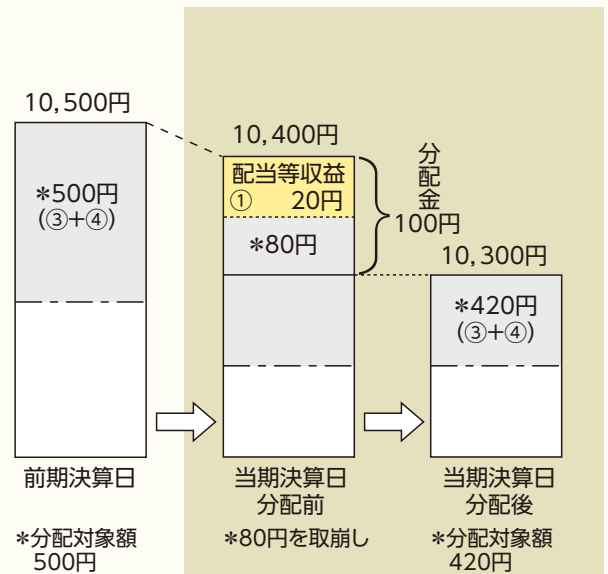 10,500円
＊500円
(③+④)
前期決算日
＊分配対象額
500円
10,400円
配当等収益
① 20円
＊80円
分配金
100円
当期決算日
分配前
＊80円を取崩し
10,300円
＊420円
(③+④)
当期決算日
分配後
＊分配対象額
420円